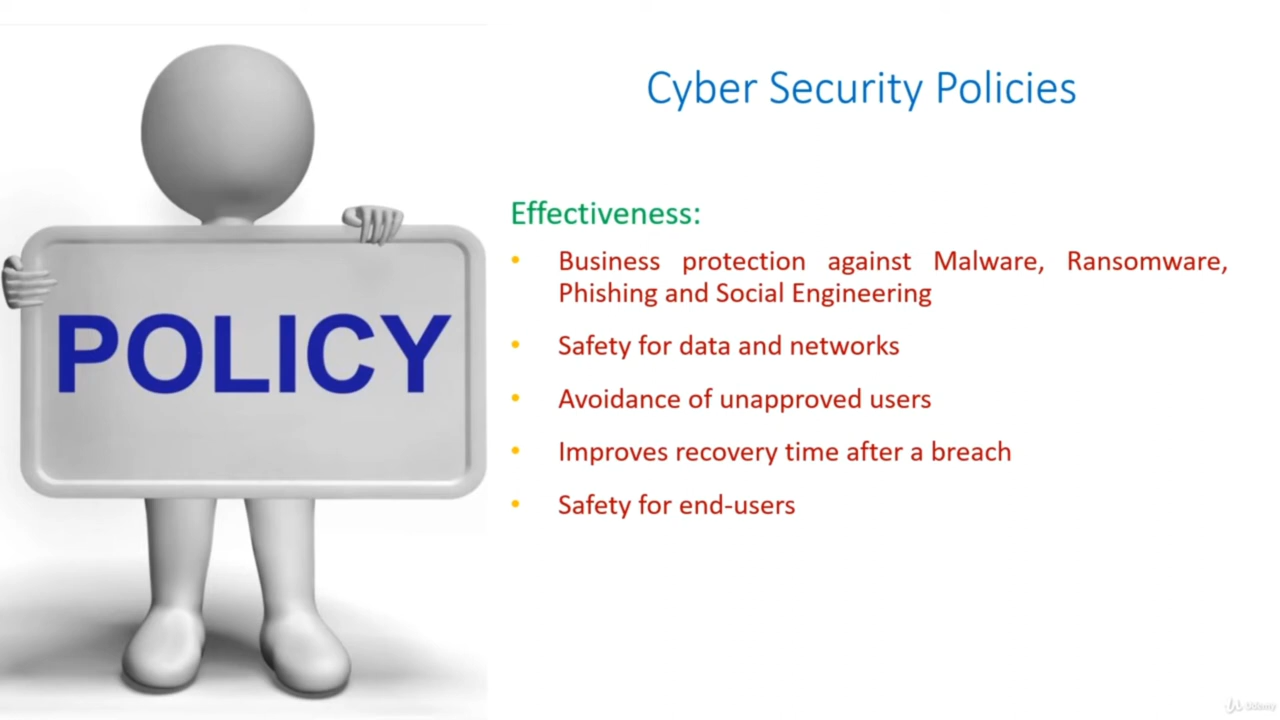 Cyber Security Policies
POLICY
Effectiveness:
• Business protection against Malware, Ransomware,
Phishing and Social Engineering
• Safety for data and networks
• Avoidance of unapproved users
• Improves recovery time after a breach
• Safety for end-users
Udemy